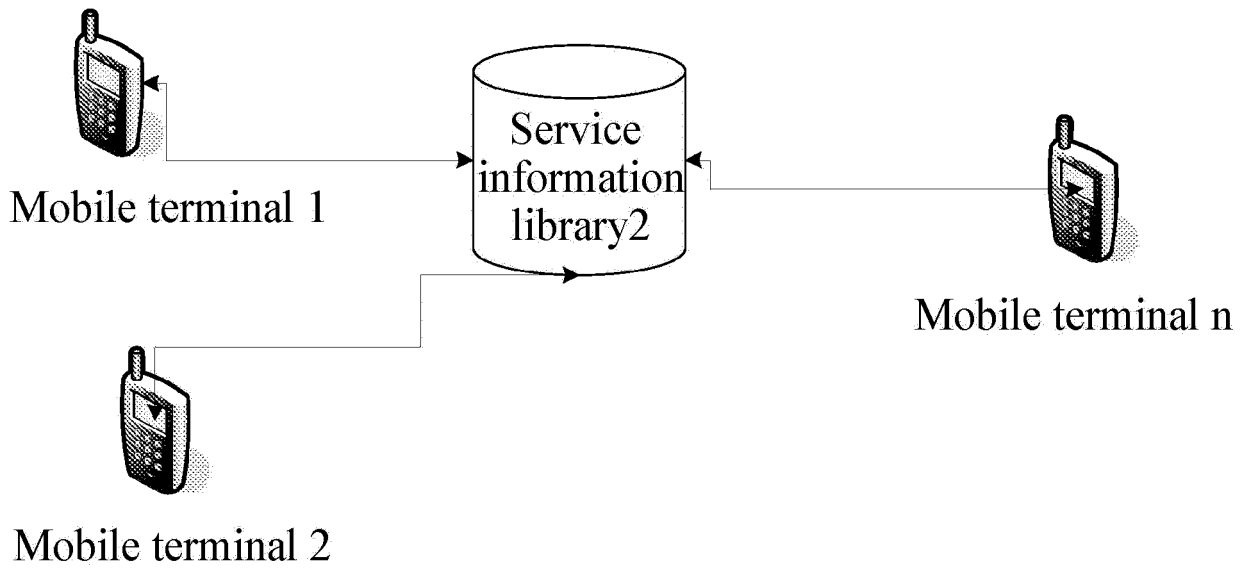 Service
information
library2
Mobile terminal 1
Mobile terminal n
Mobile terminal 2